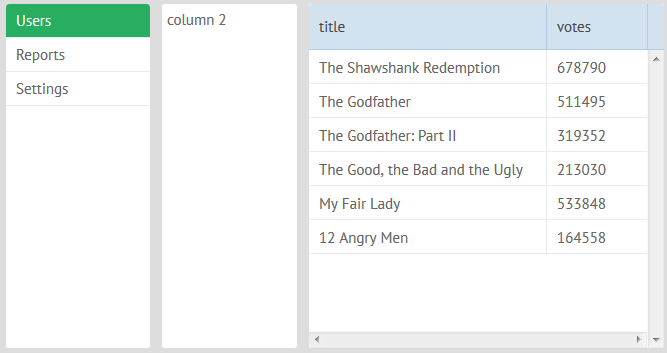 Users
Reports
Settings
column 2
title votes
The Shawshank Redemption 678790
The Godfather 511495
The Godfather: Part II 319352
The Good, the Bad and the Ugly 213030
My Fair Lady 533848
12 Angry Men 164558